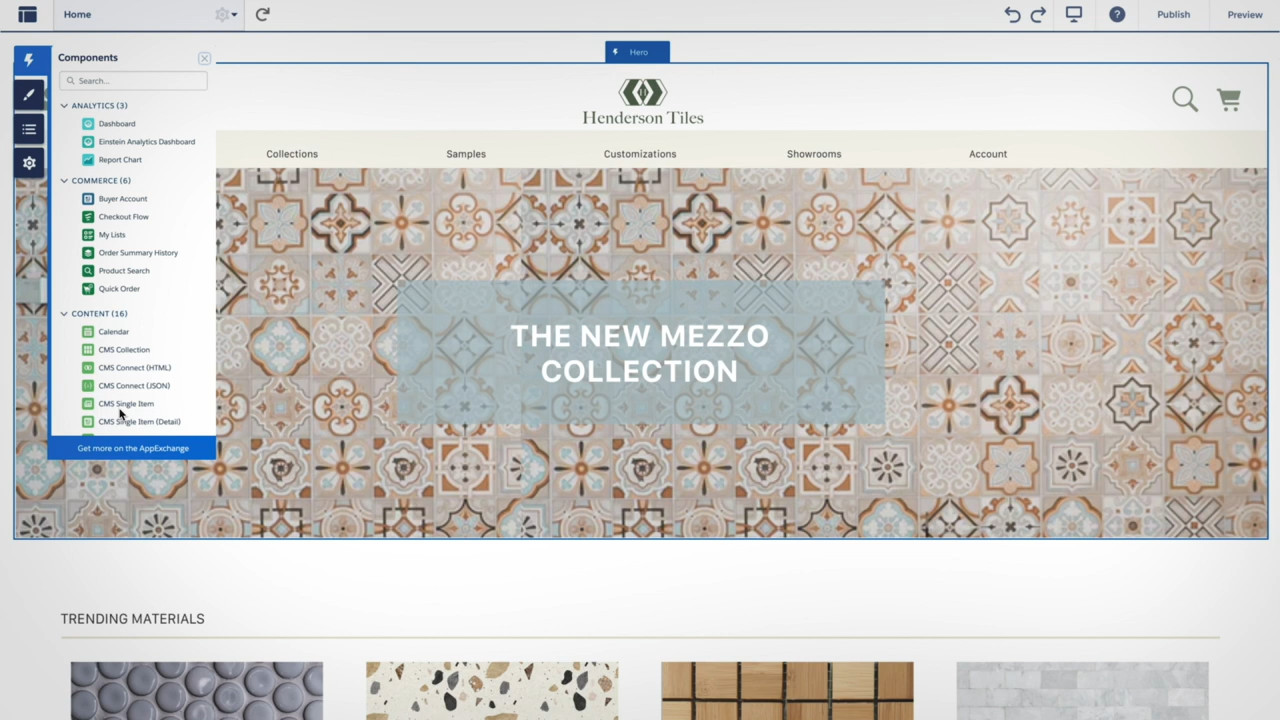 Home
Publish
Preview
Hero
Components
Search...
ANALYTICS (3)
Dashboard
Einstein Analytics Dashboard
Report Chart
COMMERCE (6)
Buyer Account
Checkout Flow
My Lists
Order Summary History
Product Search
Quick Order
CONTENT (16)
Calendar
CMS Collection
CMS Connect (HTML)
CMS Connect (JSON)
CMS Single Item
CMS Single Item (Detail)
Get more on the AppExchange
Henderson Tiles
Collections
Samples
Customizations
Showrooms
Account
THE NEW MEZZO
COLLECTION
TRENDING MATERIALS